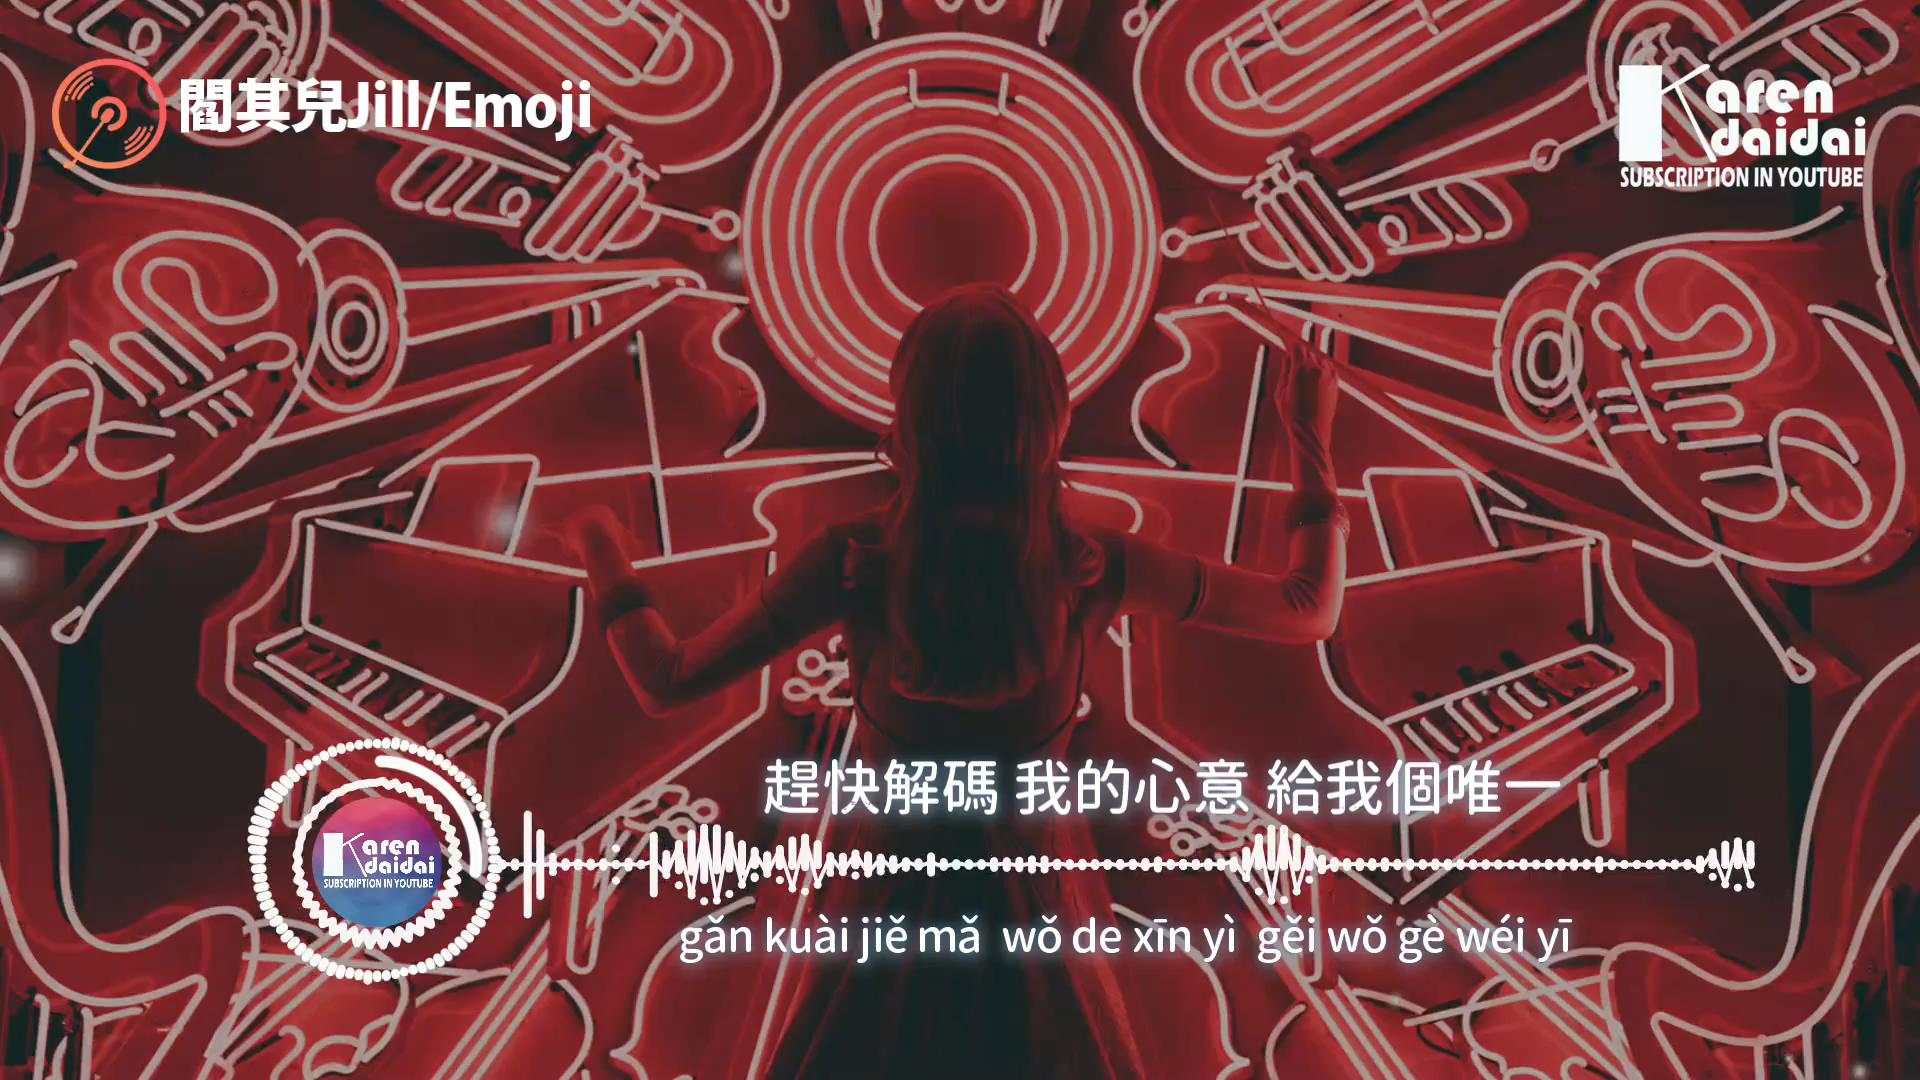 閻其兒Jill/Emoji
Karen
daidai
SUBSCRIPTION IN YOUTUBE
趕快解碼 我的心意 給我個唯一
Karen
daidai
SUBSCRIPTION IN YOUTUBE
gǎn kuài jiě mǎ wǒ de xīn yì gěi wǒ gè wéi yī